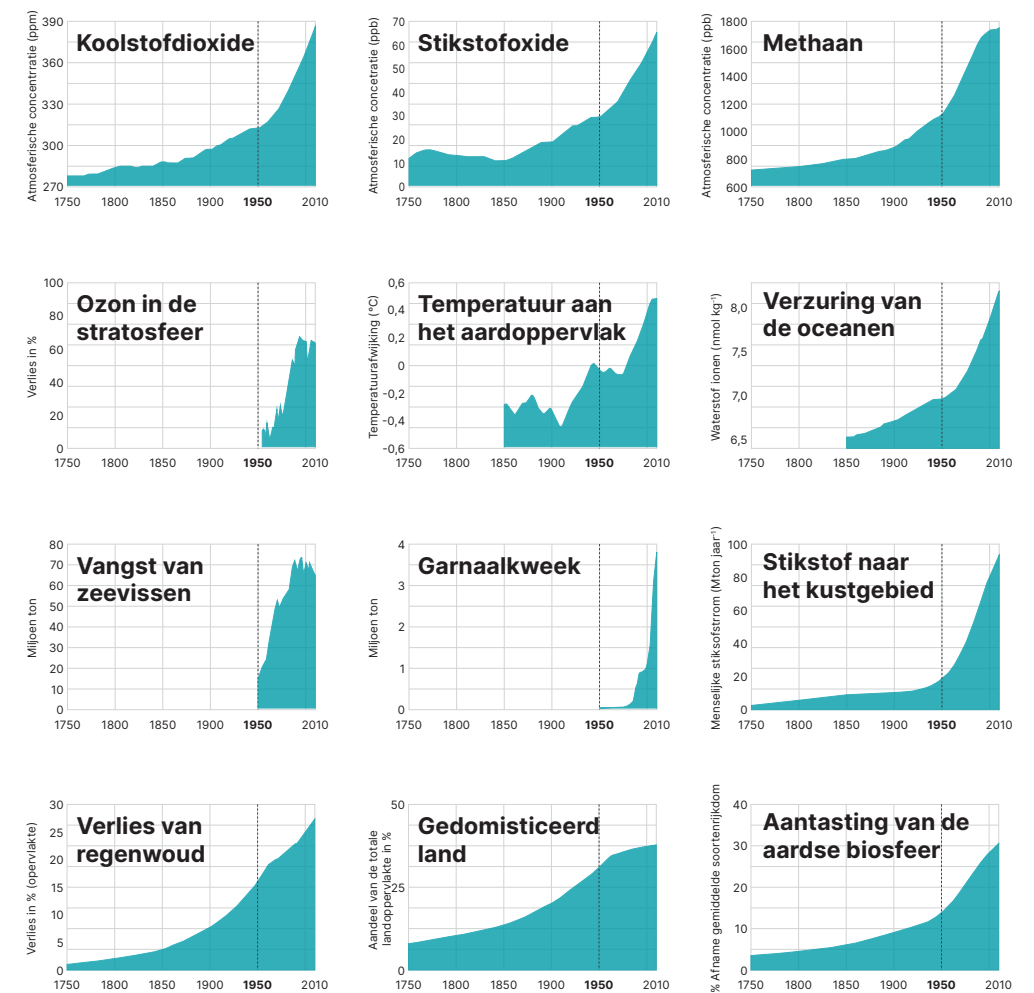 Atmosferische concentrratie (ppm)
390
360
330
300
270
Koolstofdioxide
1750 1800 1850 1900 1950 2010
Atmosferische concetratie (ppb)
70
60
50
40
30
20
10
0
Stikstofoxide
1750 1800 1850 1900 1950 2010
Atmosferische concentratie (ppb)
1800
1600
1400
1200
1000
800
600
Methaan
1750 1800 1850 1900 1950 2010
Verlies in %
100
80
60
40
20
0
Ozon in de
stratosfeer
1750 1800 1850 1900 1950 2010
Temperatuurafwijking (°C)
0,6
0,4
0,2
0
-0,2
-0,4
-0,6
Temperatuur aan
het aardoppervlak
1750 1800 1850 1900 1950 2010
Waterstof ionen (nmol kg⁻¹)
8,0
7,5
7,0
6,5
Verzuring van
de oceanen
1750 1800 1850 1900 1950 2010
Miljoen ton
80
70
60
50
40
30
20
10
0
Vangst van
zeevissen
1750 1800 1850 1900 1950 2010
Miljoen ton
4
3
2
1
0
Garnaalkweek
1750 1800 1850 1900 1950 2010
Menselijke stiksofstrrom (Mton jaar⁻¹)
100
80
60
40
20
0
Stikstof naar
het kustgebied
1750 1800 1850 1900 1950 2010
Verlies in % (opervlakte)
30
25
20
15
10
5
0
Verlies van
regenwoud
1750 1800 1850 1900 1950 2010
Aandeel van de totale
landoppervlakte in %
50
25
0
Gedomisticeerd
land
1750 1800 1850 1900 1950 2010
% Afname gemiddelde soortenrijkdom
40
30
20
10
0
Aantasting van de
aardse biosfeer
1750 1800 1850 1900 1950 2010